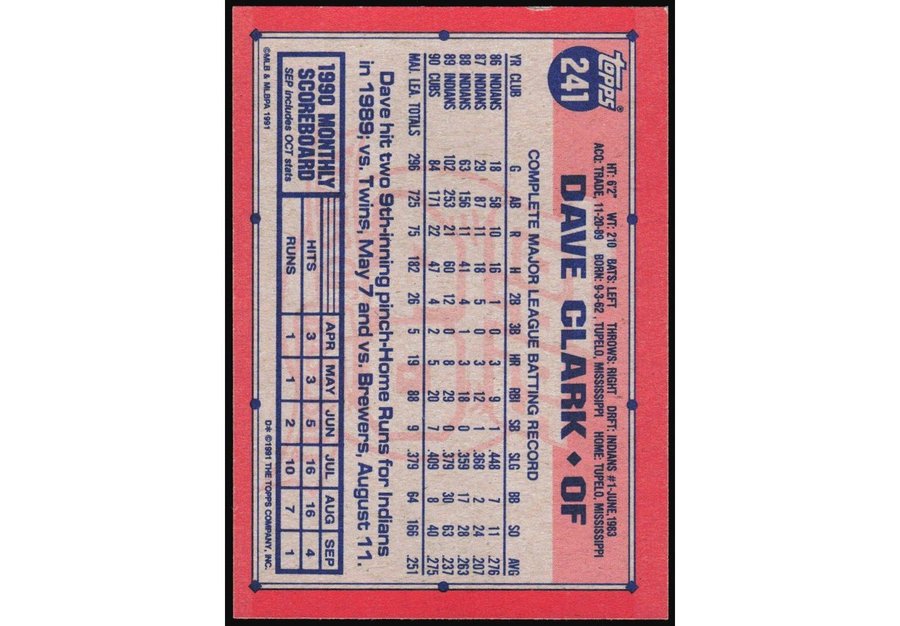 Topps®
241
HT: 6'2" WT: 210 BATS: LEFT THROWS: RIGHT DRFT: INDIANS #1-JUNE, 1983
ACQ: TRADE, 11-20-89 BORN: 9-3-62, TUPELO, MISSISSIPPI HOME: TUPELO, MISSISSIPPI
DAVE CLARK ♦ OF
COMPLETE MAJOR LEAGUE BATTING RECORD
YR CLUB G AB R H 2B 3B HR RBI SB SLG BB SO AVG
86 INDIANS 18 58 10 16 1 0 3 9 1 .448 7 11 .276
87 INDIANS 29 87 11 18 5 0 3 12 1 .368 2 24 .207
88 INDIANS 63 156 11 41 4 1 3 18 0 .359 17 28 .263
89 INDIANS 102 253 21 60 12 0 8 29 0 .379 30 63 .237
90 CUBS 84 171 22 47 4 2 5 20 7 .409 8 40 .275
MAJ. LEA. TOTALS 296 725 75 182 26 5 19 88 9 .379 64 166 .251
Dave hit two 9th-inning pinch-Home Runs for Indians
in 1989; vs. Twins, May 7 and vs. Brewers, August 11.
1990 MONTHLY
SCOREBOARD
SEP includes OCT stats
APR MAY JUN JUL AUG SEP
HITS 3 3 5 16 16 4
RUNS 1 1 2 10 7 1
©MLB & MLBPA 1991
D* ©1991 THE TOPPS COMPANY, INC.